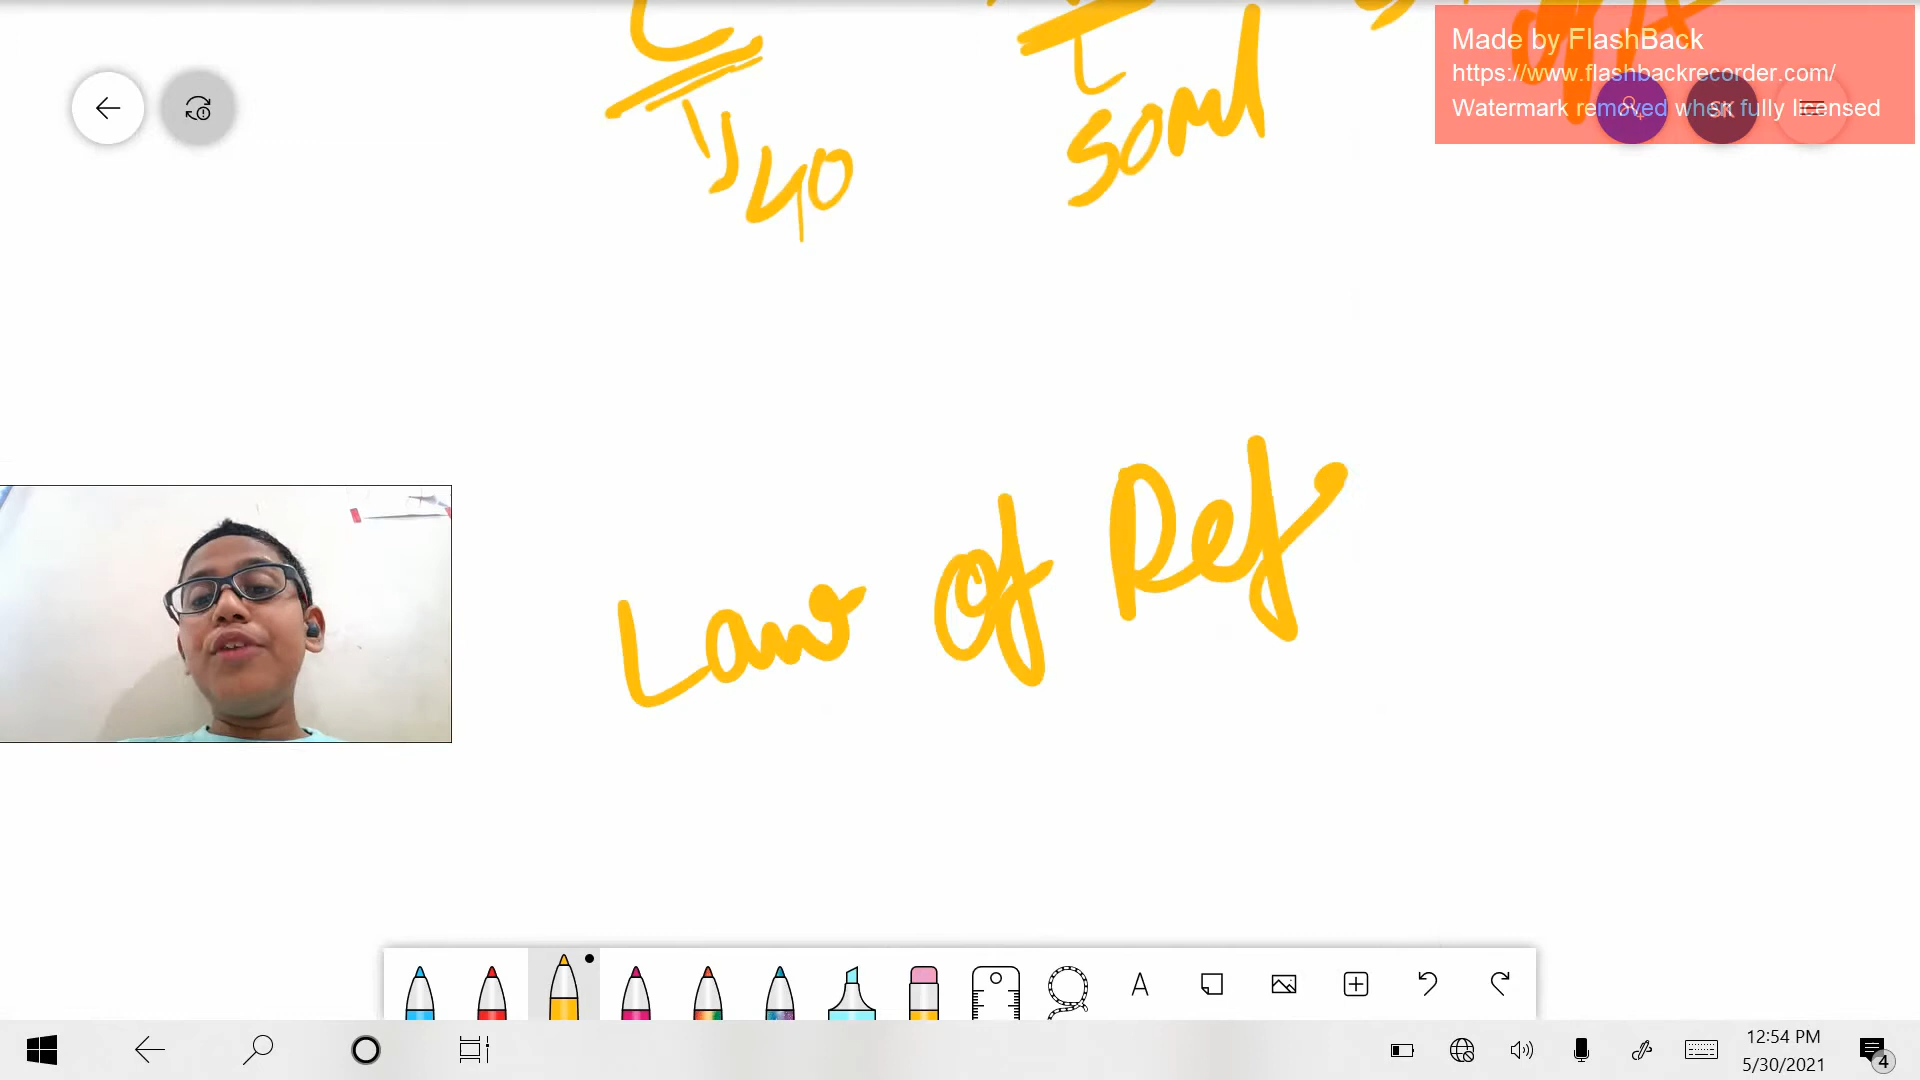 Made by FlashBack
https://www.flashbackrecorder.com/
Watermark removed when fully licensed
SK
40
50ml
Law of Ref
A
12:54 PM
5/30/2021
4